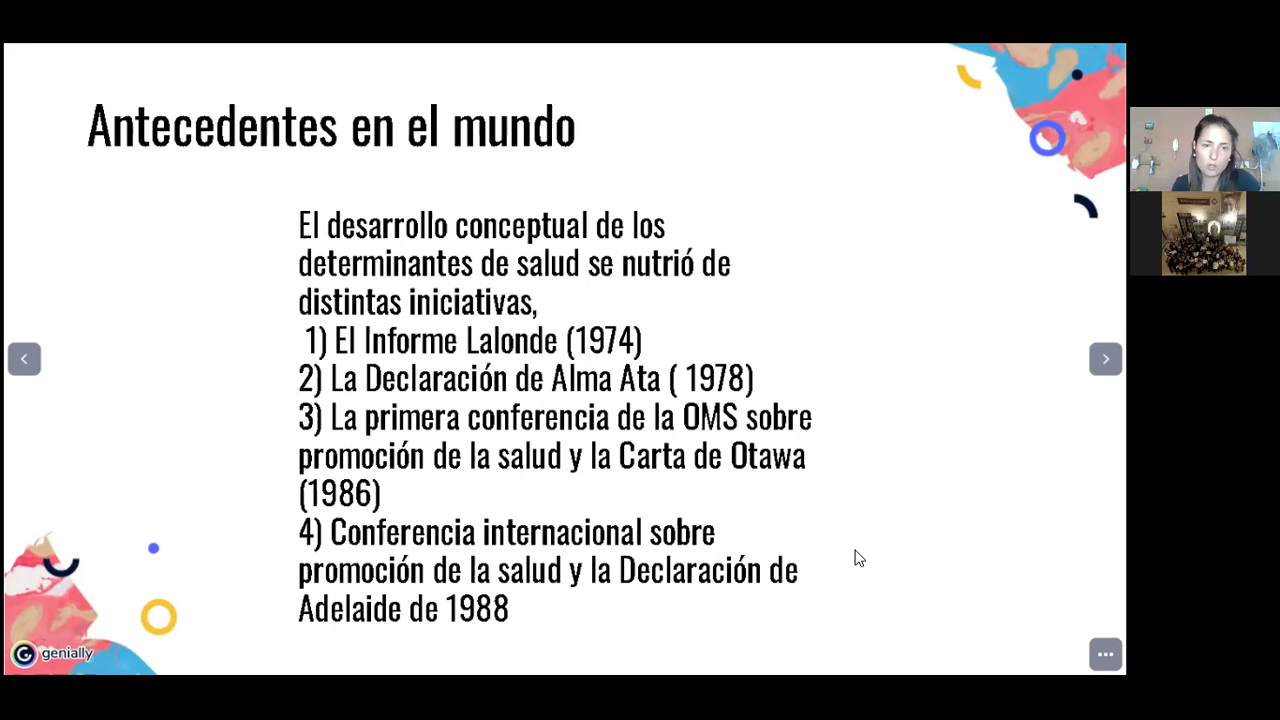 Antecedentes en el mundo
El desarrollo conceptual de los
determinantes de salud se nutrió de
distintas iniciativas,
1) El Informe Lalonde (1974)
2) La Declaración de Alma Ata ( 1978)
3) La primera conferencia de la OMS sobre
promoción de la salud y la Carta de Otawa
(1986)
4) Conferencia internacional sobre
promoción de la salud y la Declaración de
Adelaide de 1988
genially